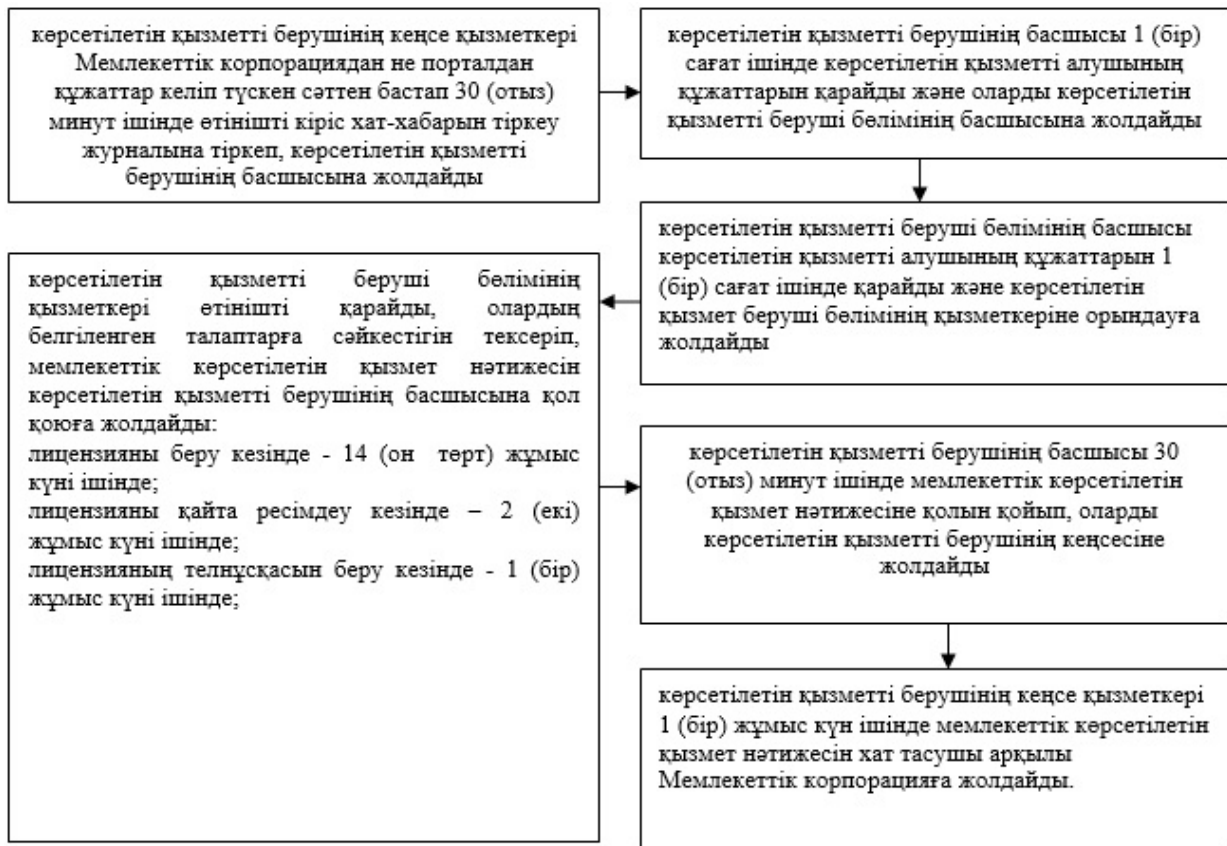 көрсетілетін қызметті берушінің кеңсе қызметкері
Мемлекеттік корпорациядан не порталдан
құжаттар келіп түскен сәттен бастап 30 (отыз)
минут ішінде өтінішті кіріс хат-хабарын тіркеу
журналына тіркеп, көрсетілетін қызметті
берушінің басшысына жолдайды
көрсетілетін қызметті берушінің басшысы 1 (бір)
сағат ішінде көрсетілетін қызметті алушының
құжаттарын қарайды және оларды көрсетілетін
қызметті беруші бөлімінің басшысына жолдайды
көрсетілетін қызметті беруші бөлімінің басшысы
көрсетілетін қызметті алушының құжаттарын 1
(бір) сағат ішінде қарайды және көрсетілетін
қызмет беруші бөлімінің қызметкеріне орындауға
жолдайды
көрсетілетін қызметті беруші бөлімінің
қызметкері өтінішті қарайды, олардың
белгіленген талаптарға сәйкестігін тексеріп,
мемлекеттік көрсетілетін қызмет нәтижесін
көрсетілетін қызметті берушінің басшысына қол
қоюға жолдайды:
лицензияны беру кезінде - 14 (он төрт) жұмыс
күні ішінде;
лицензияны қайта ресімдеу кезінде – 2 (екі)
жұмыс күні ішінде;
лицензияның телнұсқасын беру кезінде - 1 (бір)
жұмыс күні ішінде;
көрсетілетін қызметті берушінің басшысы 30
(отыз) минут ішінде мемлекеттік көрсетілетін
қызмет нәтижесіне қолын қойып, оларды
көрсетілетін қызметті берушінің кеңсесіне
жолдайды
көрсетілетін қызметті берушінің кеңсе қызметкері
1 (бір) жұмыс күн ішінде мемлекеттік көрсетілетін
қызмет нәтижесін хат тасушы арқылы
Мемлекеттік корпорацияға жолдайды.